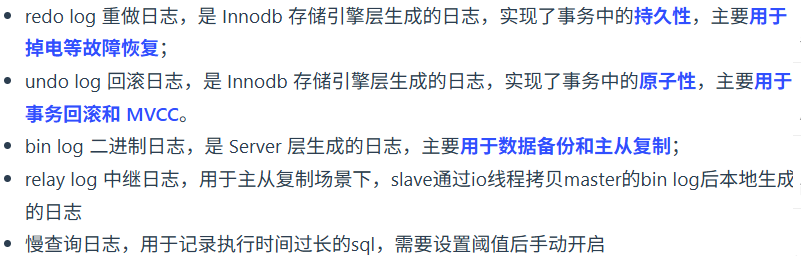 • redo log 重做日志，是 Innodb 存储引擎层生成的日志，实现了事务中的持久性，主要用于
掉电等故障恢复；
• undo log 回滚日志，是 Innodb 存储引擎层生成的日志，实现了事务中的原子性，主要用于
事务回滚和 MVCC。
• bin log 二进制日志，是 Server 层生成的日志，主要用于数据备份和主从复制；
• relay log 中继日志，用于主从复制场景下，slave通过io线程拷贝master的bin log后本地生成
的日志
• 慢查询日志，用于记录执行时间过长的sql，需要设置阈值后手动开启